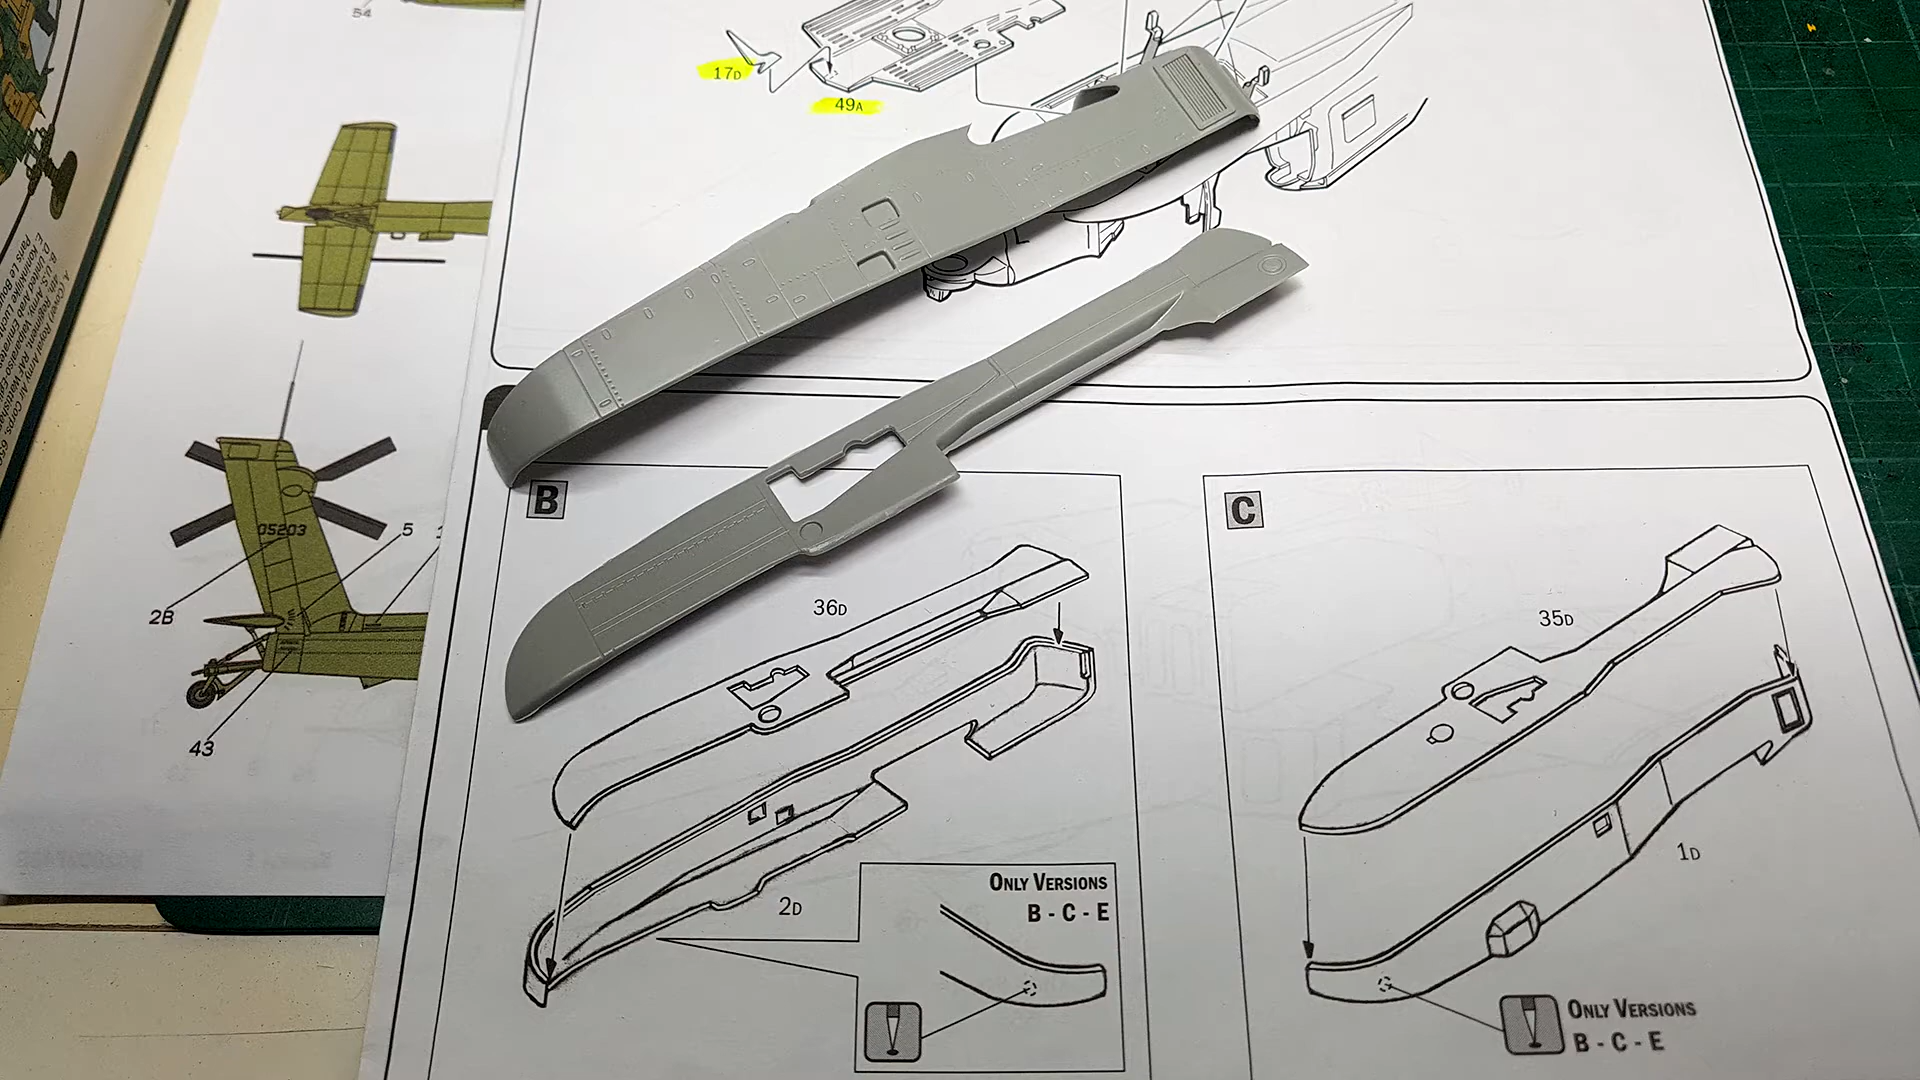 54
17D
49A
05203
5
2B
43
B
36D
2D
ONLY VERSIONS
B - C - E
C
35D
1D
ONLY VERSIONS
B - C - E